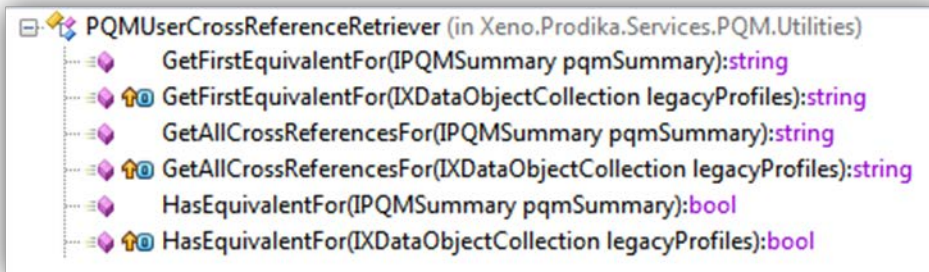 PQMUserCrossReferenceRetriever (in Xeno.Prodika.Services.PQM.Utilities)
GetFirstEquivalentFor(IPQMSummary pqmSummary):string
GetFirstEquivalentFor(IXDataObjectCollection legacyProfiles):string
GetAllCrossReferencesFor(IPQMSummary pqmSummary):string
GetAllCrossReferencesFor(IXDataObjectCollection legacyProfiles):string
HasEquivalentFor(IPQMSummary pqmSummary):bool
HasEquivalentFor(IXDataObjectCollection legacyProfiles):bool